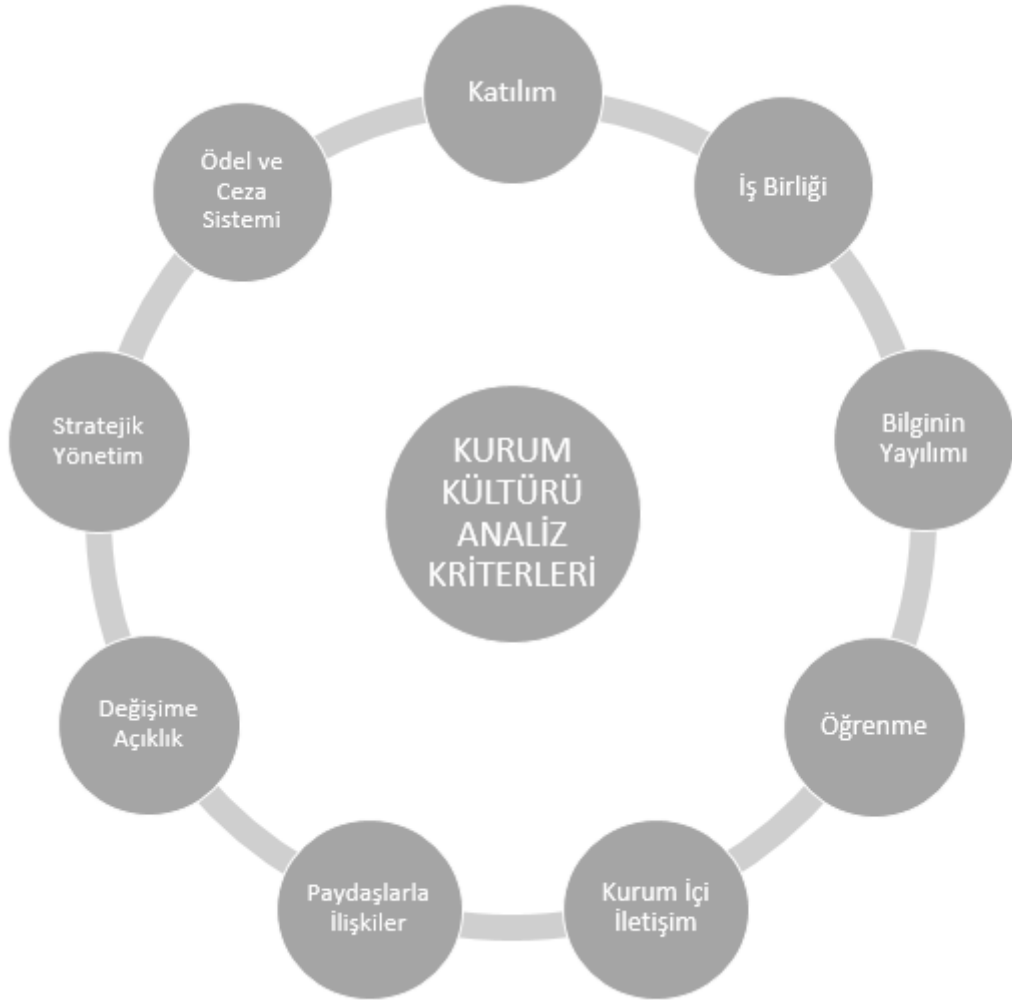 Katılım
İş Birliği
Bilginin
Yayılımı
Öğrenme
Kurum İçi
İletişim
Paydaşlarla
İlişkiler
Değişime
Açıklık
Stratejik
Yönetim
Ödel ve
Ceza
Sistemi
KURUM
KÜLTÜRÜ
ANALİZ
KRİTERLERİ